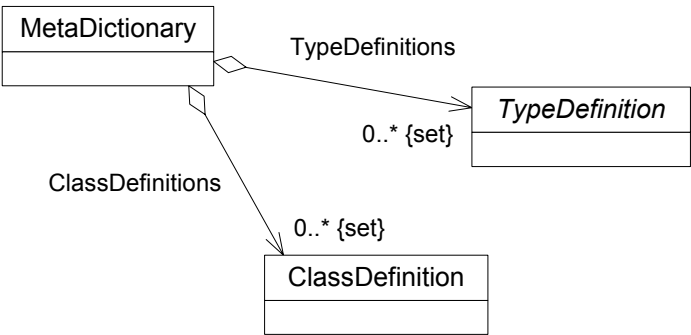 MetaDictionary
TypeDefinitions
TypeDefinition
0..* {set}
ClassDefinitions
0..* {set}
ClassDefinition